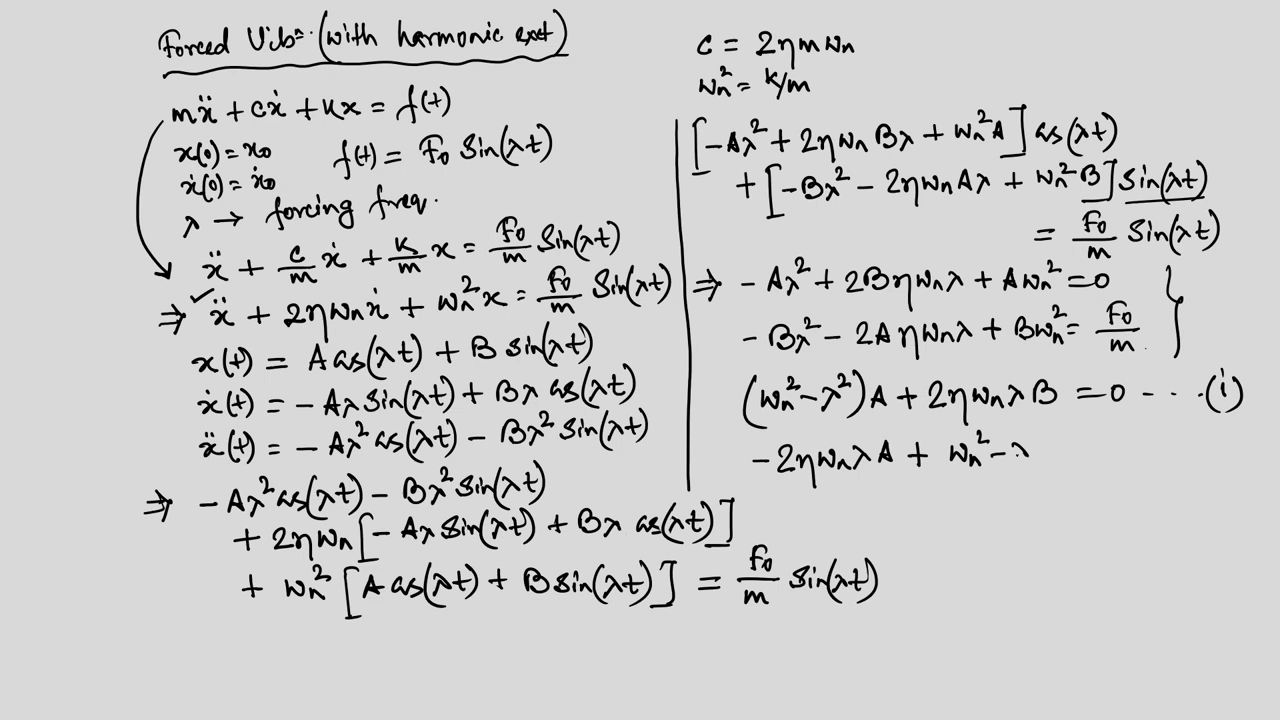 Forced Vibⁿ. (with harmonic exct)
mẍ + cẋ + kx = f(t)
x(0) = x₀
f(t) = F₀ Sin(λt)
ẋ(0) = ẋ₀
λ → forcing freq.
ẍ + c/m ẋ + k/m x = F₀/m Sin(λt)
⇒ ✓ẍ + 2ηωₙẋ + ωₙ²x = F₀/m Sin(λt)
x(t) = A cos(λt) + B sin(λt)
ẋ(t) = - Aλ Sin(λt) + Bλ cos(λt)
ẍ(t) = - Aλ² cos(λt) - Bλ² Sin(λt)
⇒ - Aλ² cos(λt) - Bλ² Sin(λt)
+ 2ηωₙ [- Aλ Sin(λt) + Bλ cos(λt)]
+ ωₙ² [A cos(λt) + B sin(λt)] = F₀/m Sin(λt)
c = 2ηmωₙ
ωₙ² = k/m
[-Aλ² + 2ηωₙBλ + ωₙ²A] cos(λt)
+ [-Bλ² - 2ηωₙAλ + ωₙ²B] Sin(λt)
= F₀/m Sin(λt)
⇒ - Aλ² + 2Bηωₙλ + Aωₙ² = 0
- Bλ² - 2Aηωₙλ + Bωₙ² = F₀/m
(ωₙ² - λ²)A + 2ηωₙλB = 0 - - - (i)
- 2ηωₙλA + ωₙ² -